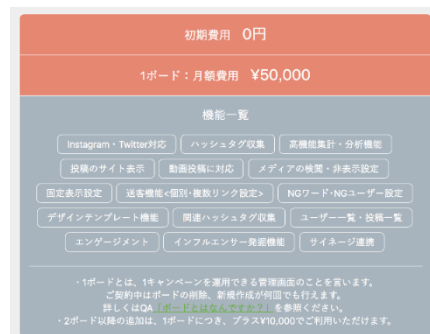 初期費用 0円
1ボード：月額費用 ¥50,000
機能一覧
Instagram・Twitter対応 ハッシュタグ収集 高機能集計・分析機能
投稿のサイト表示 動画投稿に対応 メディアの検閲・非表示設定
固定表示設定 送客機能<個別・複数リンク設定> NGワード・NGユーザー設定
デザインテンプレート機能 関連ハッシュタグ収集 ユーザー一覧・投稿一覧
エンゲージメント インフルエンサー発掘機能 サイネージ連携
・1ボードとは、1キャンペーンを運用できる管理画面のことを言います。
ご契約中はボードの削除、新規作成が何回でも行えます。
詳しくはQA「ボードとはなんですか？」を参照ください。
・2ボード以降の追加は、1ボードにつき、プラス¥10,000でご利用いただけます。